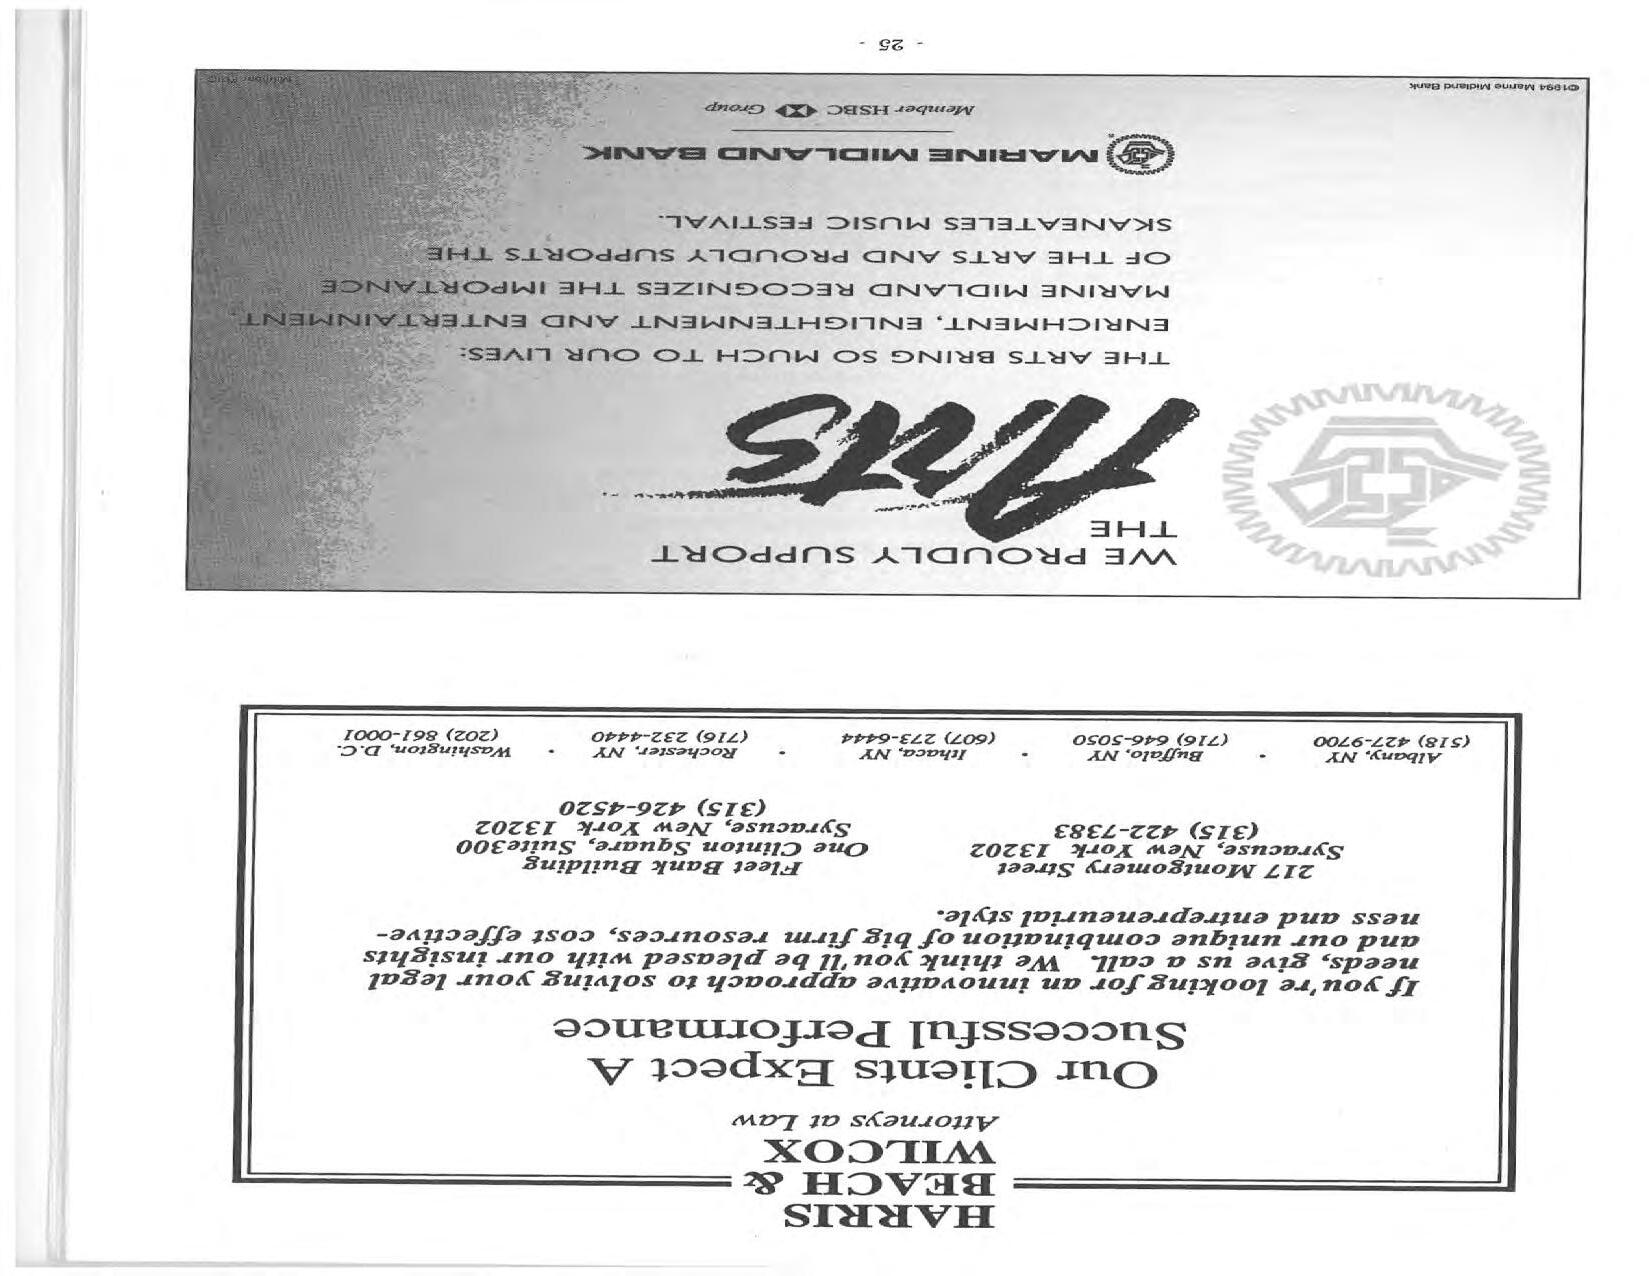 HARRIS
BEACH &
WILCOX
Attorneys at Law
Our Clients Expect A
Successful Performance
If you're looking for an innovative approach to solving your legal
needs, give us a call. We think you'll be pleased with our insights
and our unique combination of big firm resources, cost effective-
ness and entrepreneurial style.
217 Montgomery Street
Syracuse, New York 13202
(315) 422-7383
Fleet Bank Building
One Clinton Square, Suite300
Syracuse, New York 13202
(315) 426-4520
Albany, NY · Buffalo, NY · Ithaca, NY · Rochester, NY · Washington, D.C.
(518) 427-9700 (716) 646-5050 (607) 273-6444 (716) 232-4440 (202) 861-0001
WE PROUDLY SUPPORT
THE
Arts
THE ARTS BRING SO MUCH TO OUR LIVES:
ENRICHMENT, ENLIGHTENMENT AND ENTERTAINMENT.
MARINE MIDLAND RECOGNIZES THE IMPORTANCE
OF THE ARTS AND PROUDLY SUPPORTS THE
SKANEATELES MUSIC FESTIVAL.
MARINE MIDLAND BANK
Member HSBC Group
©1994 Marine Midland Bank
Member FDIC
- 25 -